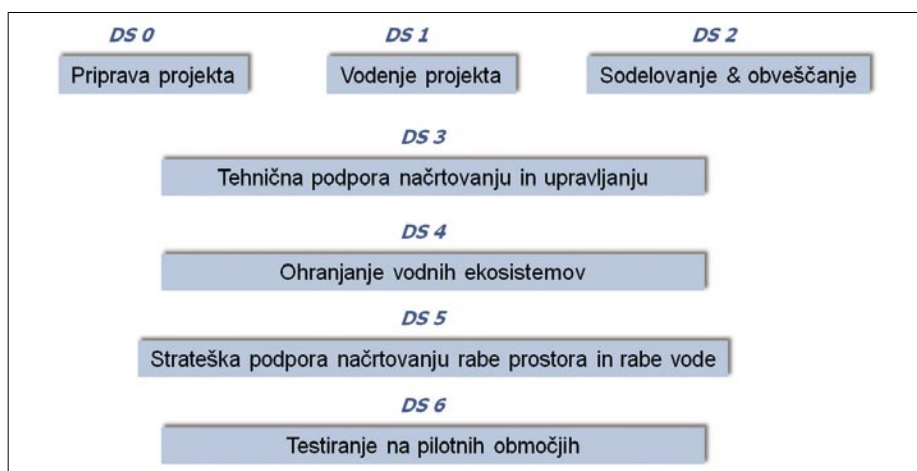 DS 0 DS 1 DS 2
Priprava projekta Vodenje projekta Sodelovanje & obveščanje
DS 3
Tehnična podpora načrtovanju in upravljanju
DS 4
Ohranjanje vodnih ekosistemov
DS 5
Strateška podpora načrtovanju rabe prostora in rabe vode
DS 6
Testiranje na pilotnih območjih